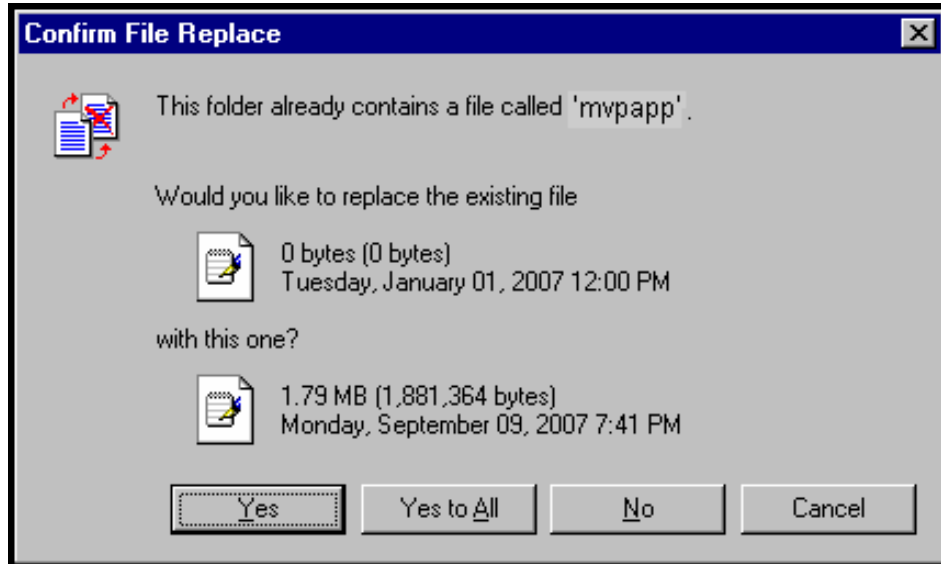 Confirm File Replace
This folder already contains a file called 'mvpapp'.
Would you like to replace the existing file
0 bytes (0 bytes)
Tuesday, January 01, 2007 12:00 PM
with this one?
1.79 MB (1,881,364 bytes)
Monday, September 09, 2007 7:41 PM
Yes Yes to All No Cancel